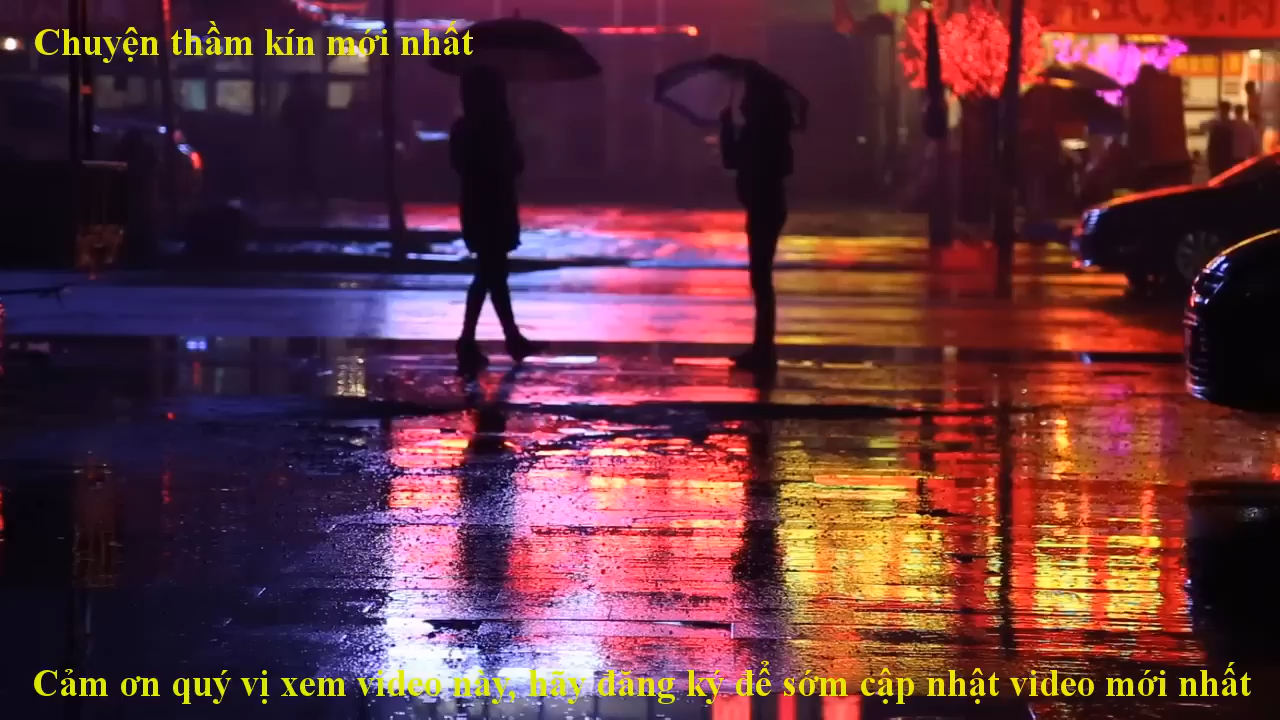 Chuyện thầm kín mới nhất
Cảm ơn quý vị xem video này, hãy đăng ký để sớm cập nhật video mới nhất